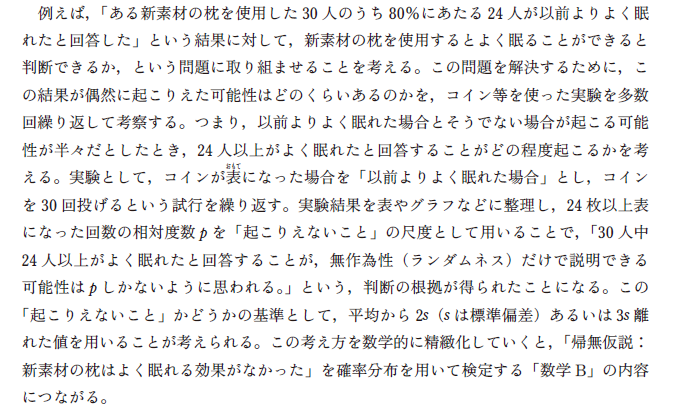 例えば，「ある新素材の枕を使用した 30 人のうち 80％にあたる 24 人が以前よりよく眠
れたと回答した」という結果に対して，新素材の枕を使用するとよく眠ることができると
判断できるか，という問題に取り組ませることを考える。この問題を解決するために，こ
の結果が偶然に起こりえた可能性はどのくらいあるのかを，コイン等を使った実験を多数
回繰り返して考察する。つまり，以前よりよく眠れた場合とそうでない場合が起こる可能
性が半々だとしたとき，24 人以上がよく眠れたと回答することがどの程度起こるかを考
える。実験として，コインが表おもてになった場合を「以前よりよく眠れた場合」とし，コイン
を 30 回投げるという試行を繰り返す。実験結果を表やグラフなどに整理し，24 枚以上表
になった回数の相対度数 p を「起こりえないこと」の尺度として用いることで，「30 人中
24 人以上がよく眠れたと回答することが，無作為性（ランダムネス）だけで説明できる
可能性は p しかないように思われる。」という，判断の根拠が得られたことになる。この
「起こりえないこと」かどうかの基準として，平均から 2s（s は標準偏差）あるいは 3s 離
れた値を用いることが考えられる。この考え方を数学的に精緻化していくと，「帰無仮説：
新素材の枕はよく眠れる効果がなかった」を確率分布を用いて検定する「数学 B」の内容
につながる。